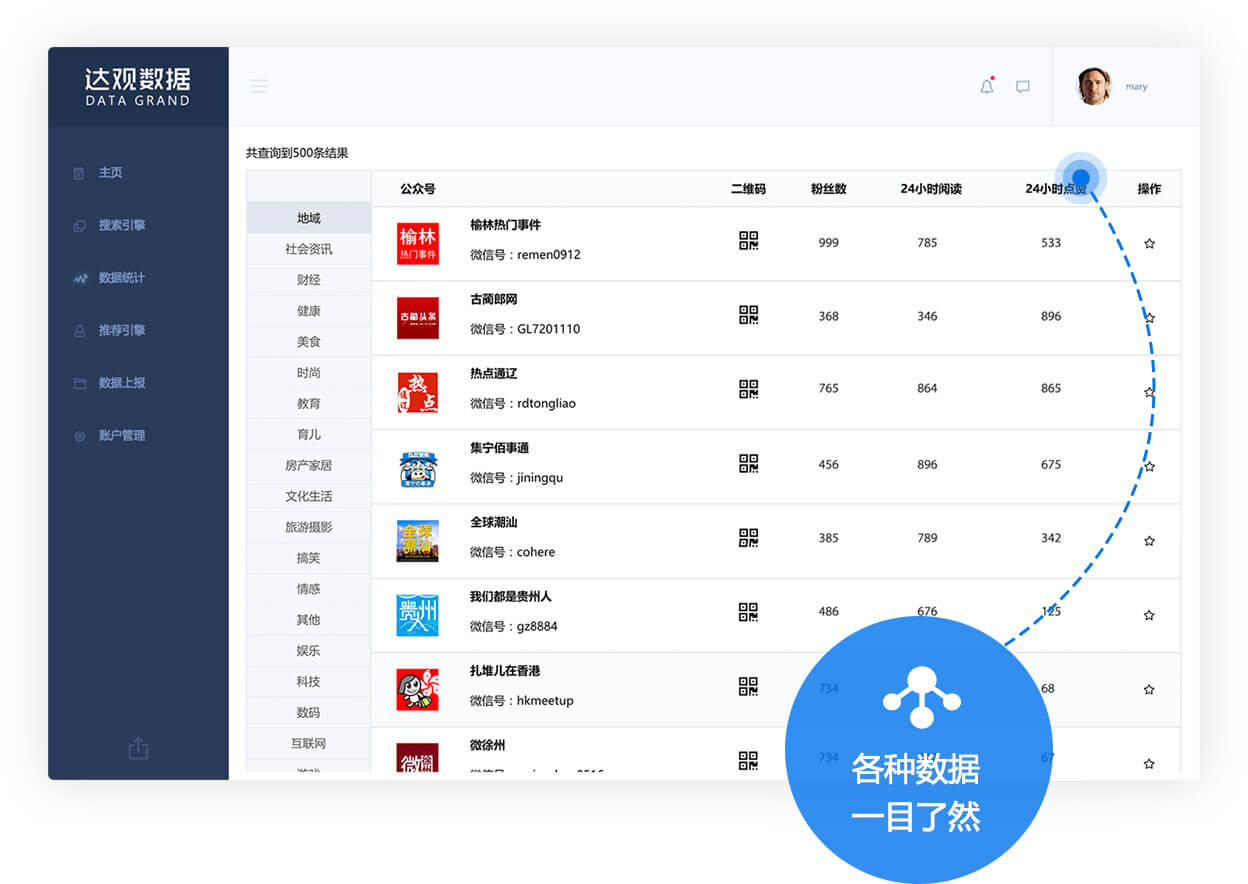 达观数据
DATA GRAND
mary
主页
搜索引擎
数据统计
推荐引擎
数据上报
账户管理
共查询到500条结果
公众号 二维码 粉丝数 24小时阅读 24小时点赞 操作
地域
社会资讯
财经
健康
美食
时尚
教育
育儿
房产家居
文化生活
旅游摄影
搞笑
情感
其他
娱乐
科技
数码
互联网
榆林
热门事件
榆林热门事件
微信号：remen0912
999 785 533
古蔺头条
古蔺郎网
微信号：GL7201110
368 346 896
热点
通辽
热点通辽
微信号：rdtongliao
765 864 865
集宁佰事通
微信号：jiningqu
456 896 675
全球
潮汕
全球潮汕
微信号：cohere
385 789 342
贵州
人
我们都是贵州人
微信号：gz8884
486 676 125
扎堆儿在香港
微信号：hkmeetup
734 68
微徐州
734 67
各种数据
一目了然